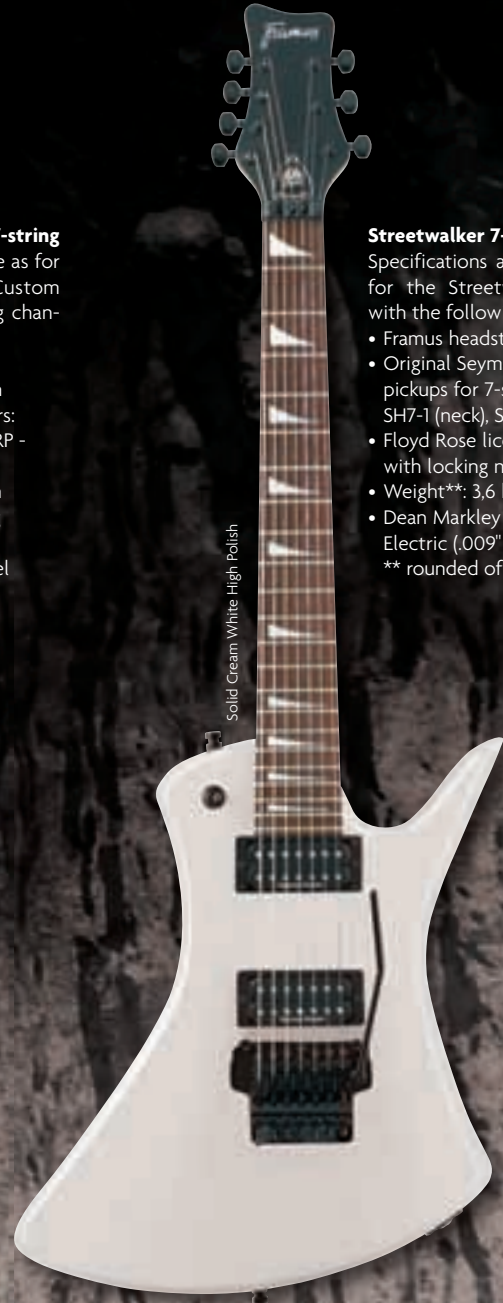 Framus
-string
e as for
Custom
g chan-
n
rs:
RP -
n
el
Solid Cream White High Polish
Streetwalker 7-
Specifications a
for the Street
with the follow
• Framus headst
• Original Seym
pickups for 7-s
SH7-1 (neck), S
• Floyd Rose lice
with locking n
• Weight**: 3,6
• Dean Markley
Electric (.009"
** rounded of